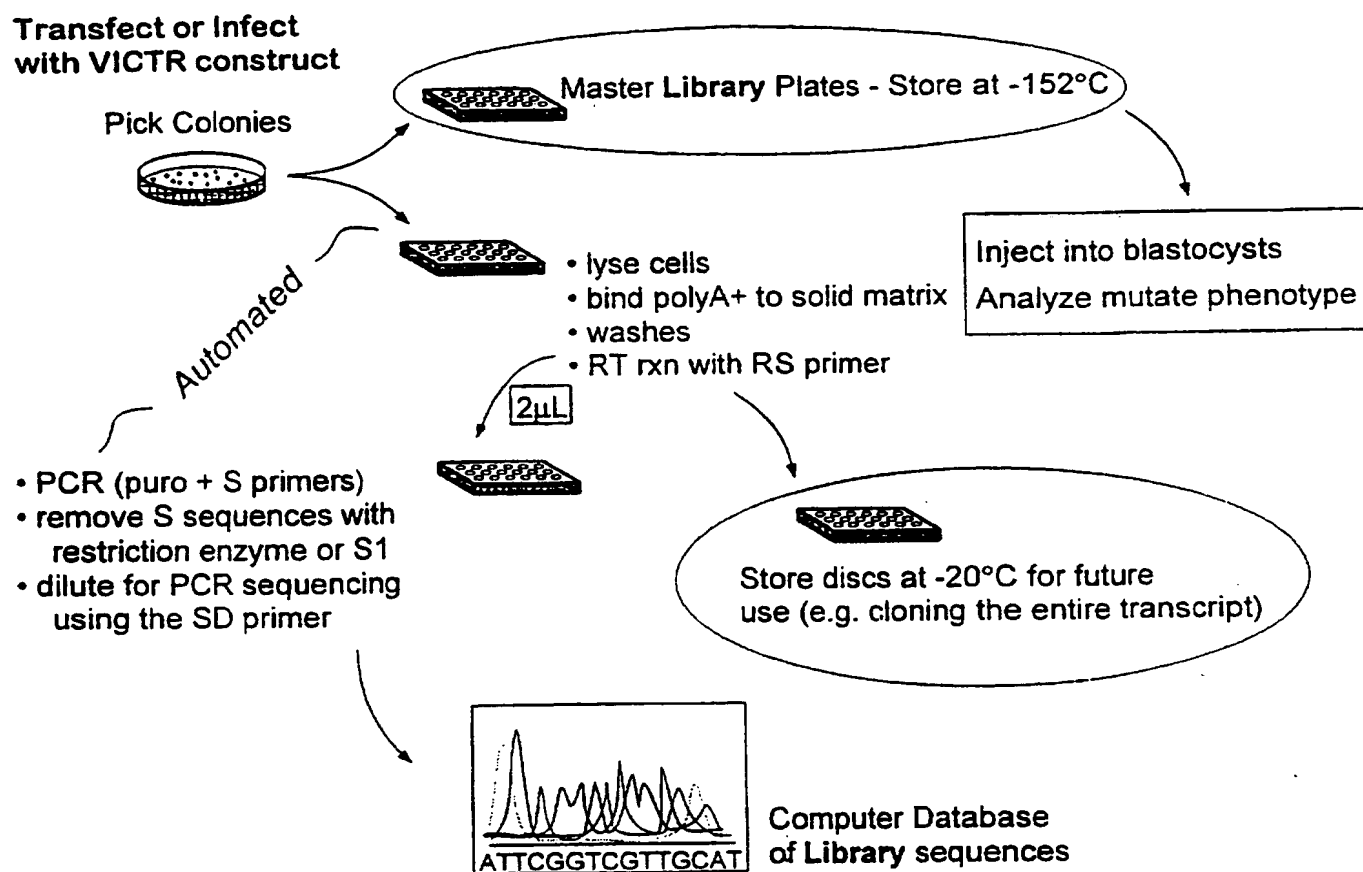 Transfect or Infect
with VICTR construct
Pick Colonies
Master Library Plates - Store at -152°C
Inject into blastocysts
Analyze mutate phenotype
• lyse cells
• bind polyA+ to solid matrix
• washes
• RT rxn with RS primer
Automated
2µL
• PCR (puro + S primers)
• remove S sequences with
restriction enzyme or S1
• dilute for PCR sequencing
using the SD primer
Store discs at -20°C for future
use (e.g. cloning the entire transcript)
ATTCGGTCGTTGCAT
Computer Database
of Library sequences